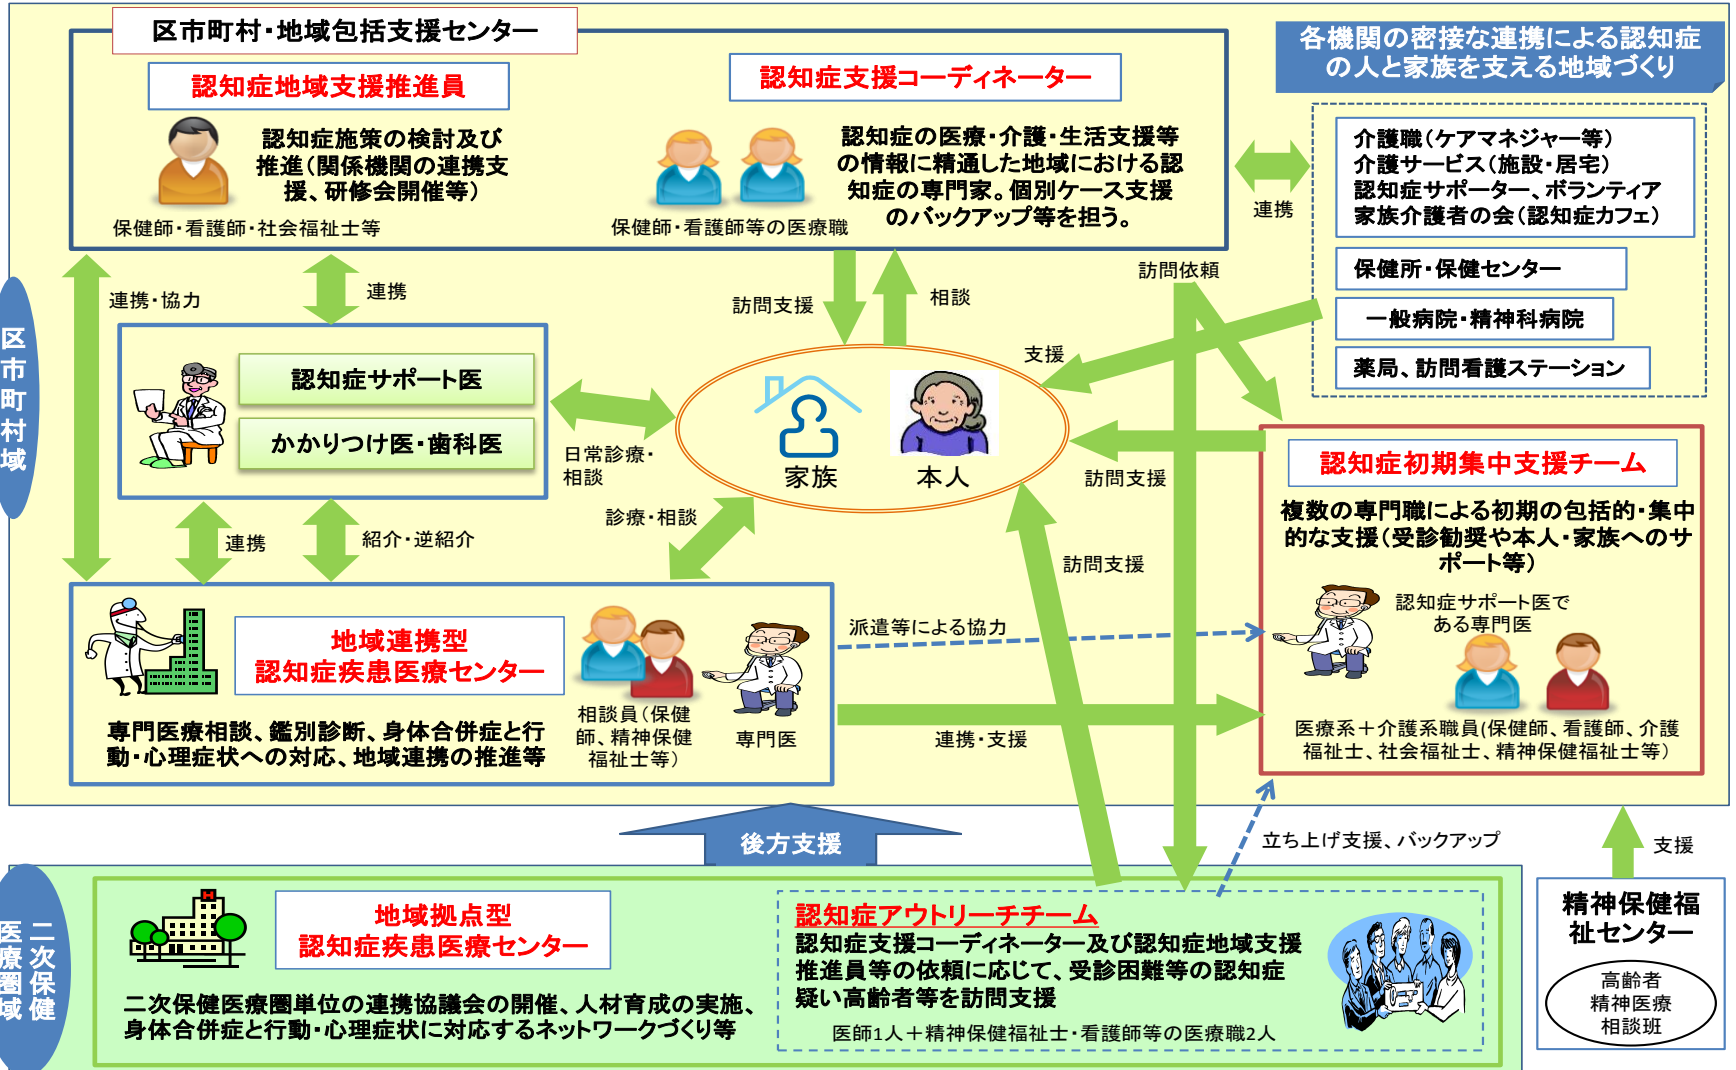 区市町村・地域包括支援センター
各機関の密接な連携による認知症
の人と家族を支える地域づくり
認知症地域支援推進員
認知症施策の検討及び
推進（関係機関の連携支
援、研修会開催等）
保健師・看護師・社会福祉士等
認知症支援コーディネーター
認知症の医療・介護・生活支援等
の情報に精通した地域における認
知症の専門家。個別ケース支援
のバックアップ等を担う。
保健師・看護師等の医療職
連携
介護職（ケアマネジャー等）
介護サービス（施設・居宅）
認知症サポーター、ボランティア
家族介護者の会（認知症カフェ）
保健所・保健センター
一般病院・精神科病院
薬局、訪問看護ステーション
連携・協力
連携
訪問支援
相談
訪問依頼
支援
区市町村域
認知症サポート医
かかりつけ医・歯科医
日常診療・
相談
家族
本人
訪問支援
認知症初期集中支援チーム
複数の専門職による初期の包括的・集中
的な支援（受診勧奨や本人・家族へのサ
ポート等）
認知症サポート医で
ある専門医
医療系＋介護系職員(保健師、看護師、介護
福祉士、社会福祉士、精神保健福祉士等）
連携
紹介・逆紹介
診療・相談
訪問支援
地域連携型
認知症疾患医療センター
専門医療相談、鑑別診断、身体合併症と行
動・心理症状への対応、地域連携の推進等
相談員（保健
師、精神保健
福祉士等）
専門医
派遣等による協力
連携・支援
後方支援
立ち上げ支援、バックアップ
支援
二次保健
医療圏域
地域拠点型
認知症疾患医療センター
二次保健医療圏単位の連携協議会の開催、人材育成の実施、
身体合併症と行動・心理症状に対応するネットワークづくり等
認知症アウトリーチチーム
認知症支援コーディネーター及び認知症地域支援
推進員等の依頼に応じて、受診困難等の認知症
疑い高齢者等を訪問支援
医師1人＋精神保健福祉士・看護師等の医療職2人
精神保健福
祉センター
高齢者
精神医療
相談班
H